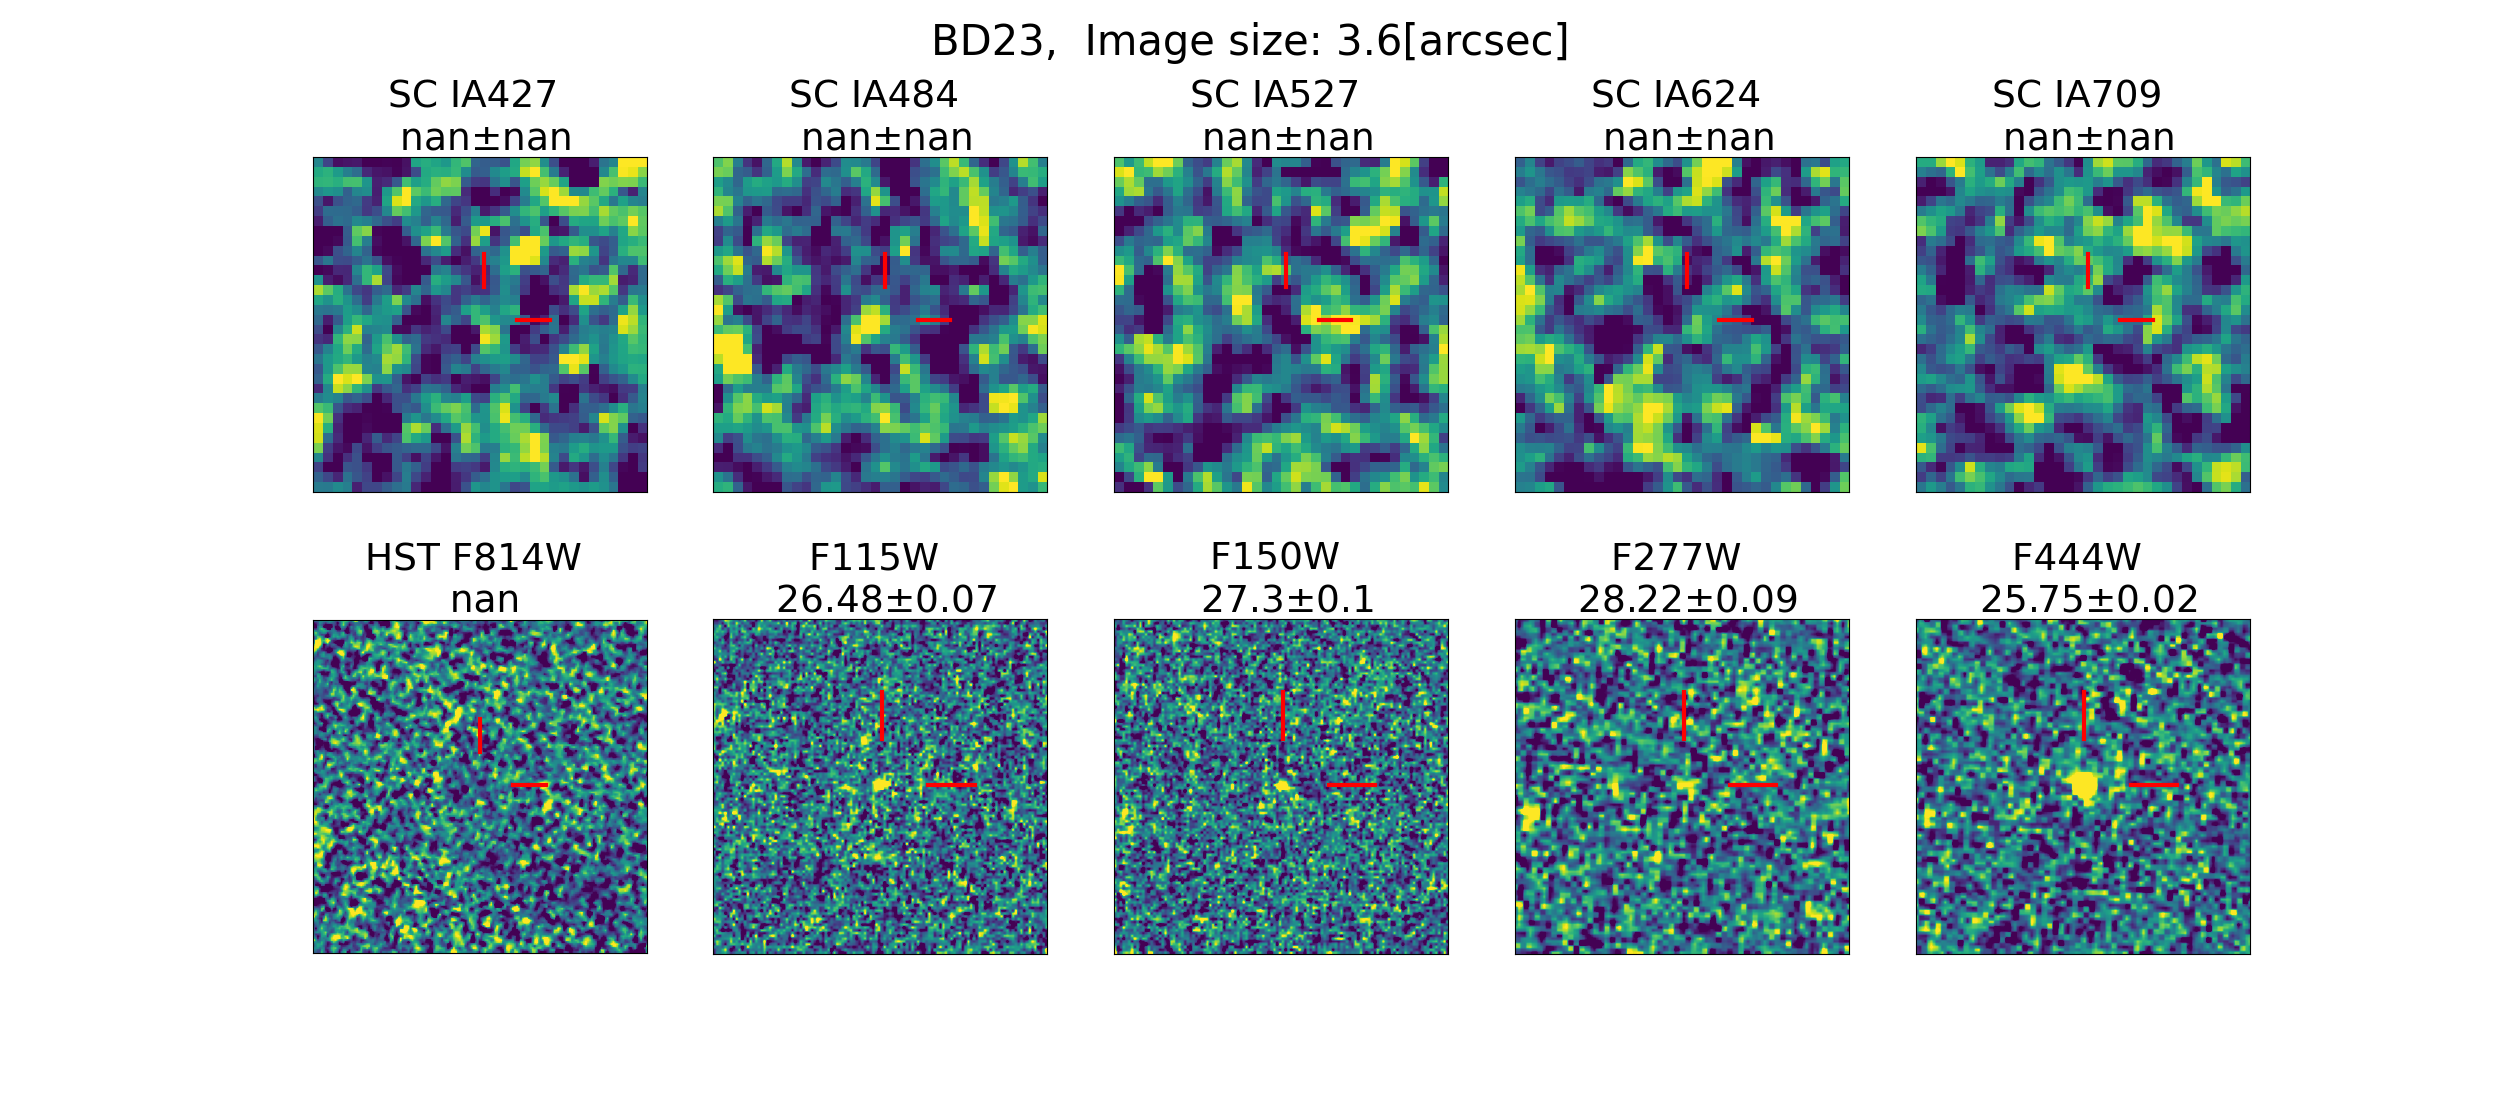 BD23,  Image size: 3.6[arcsec]
SC IA427
nan±nan
SC IA484
nan±nan
SC IA527
nan±nan
SC IA624
nan±nan
SC IA709
nan±nan
HST F814W
nan
F115W
26.48±0.07
F150W
27.3±0.1
F277W
28.22±0.09
F444W
25.75±0.02